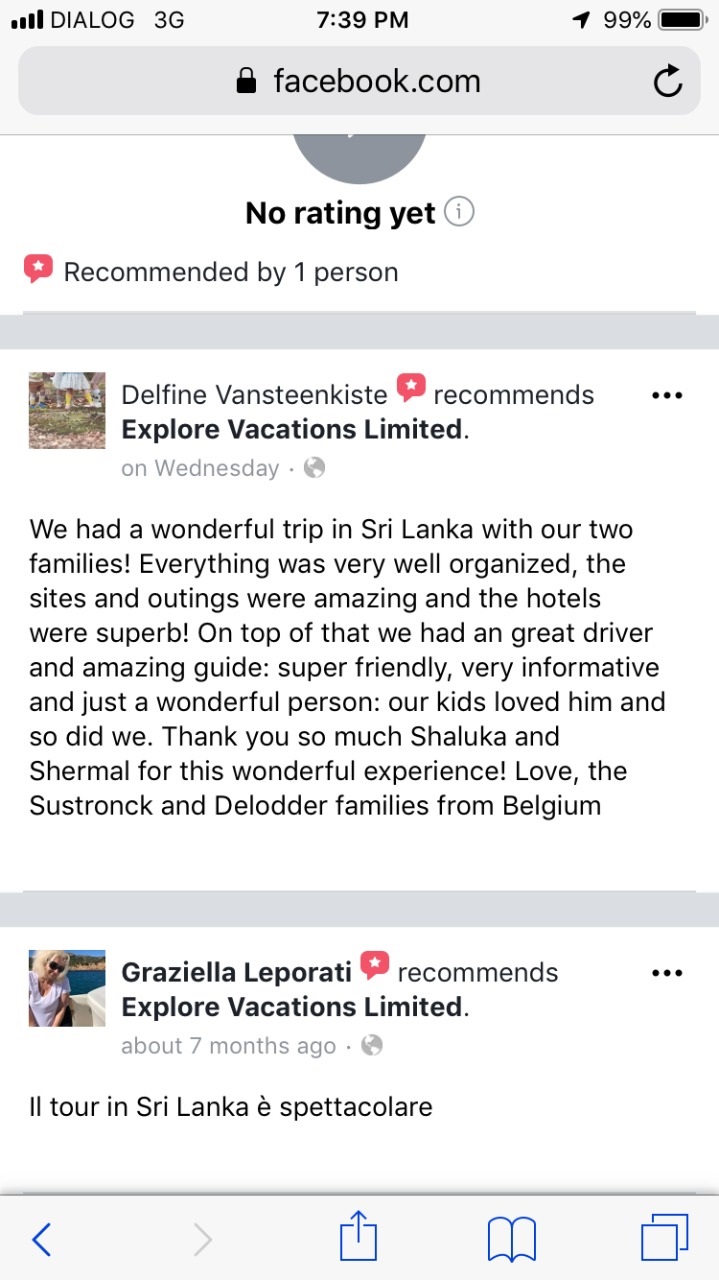 DIALOG 3G 7:39 PM 99%
facebook.com
No rating yet
Recommended by 1 person
Delfine Vansteenkiste recommends
Explore Vacations Limited.
on Wednesday ·
We had a wonderful trip in Sri Lanka with our two
families! Everything was very well organized, the
sites and outings were amazing and the hotels
were superb! On top of that we had an great driver
and amazing guide: super friendly, very informative
and just a wonderful person: our kids loved him and
so did we. Thank you so much Shaluka and
Shermal for this wonderful experience! Love, the
Sustronck and Delodder families from Belgium
Graziella Leporati recommends
Explore Vacations Limited.
about 7 months ago ·
Il tour in Sri Lanka è spettacolare